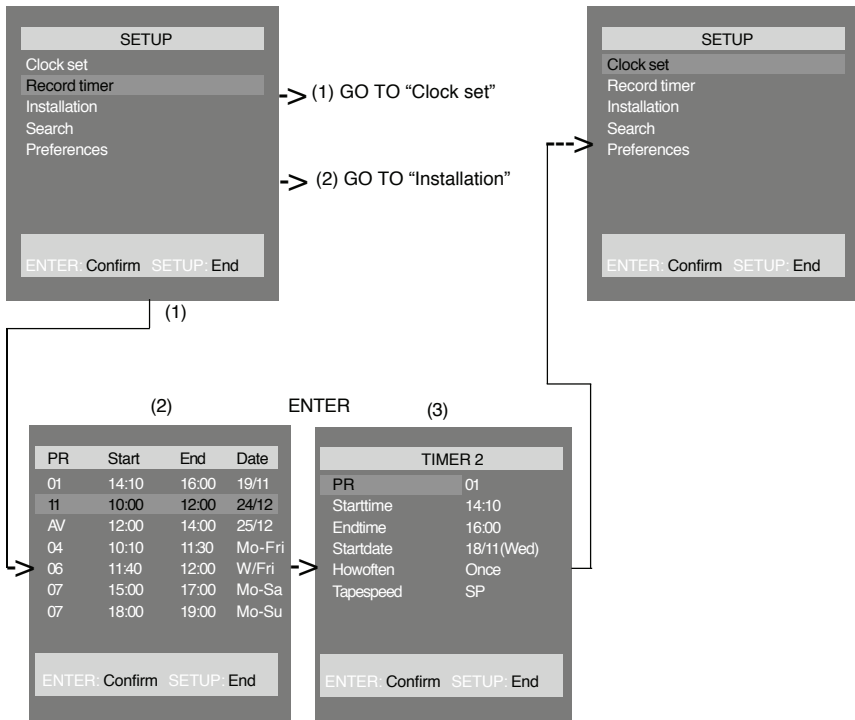 SETUP
Clock set
Record timer
Installation
Search
Preferences
ENTER: Confirm SETUP: End
(1) GO TO “Clock set”
(2) GO TO “Installation”
SETUP
Clock set
Record timer
Installation
Search
Preferences
ENTER: Confirm SETUP: End
(1)
(2)
ENTER
(3)
PR Start End Date
01 14:10 16:00 19/11
11 10:00 12:00 24/12
AV 12:00 14:00 25/12
04 10:10 11:30 Mo-Fri
06 11:40 12:00 W/Fri
07 15:00 17:00 Mo-Sa
07 18:00 19:00 Mo-Su
ENTER: Confirm SETUP: End
TIMER 2
PR 01
Starttime 14:10
Endtime 16:00
Startdate 18/11(Wed)
Howoften Once
Tapespeed SP
ENTER: Confirm SETUP: End